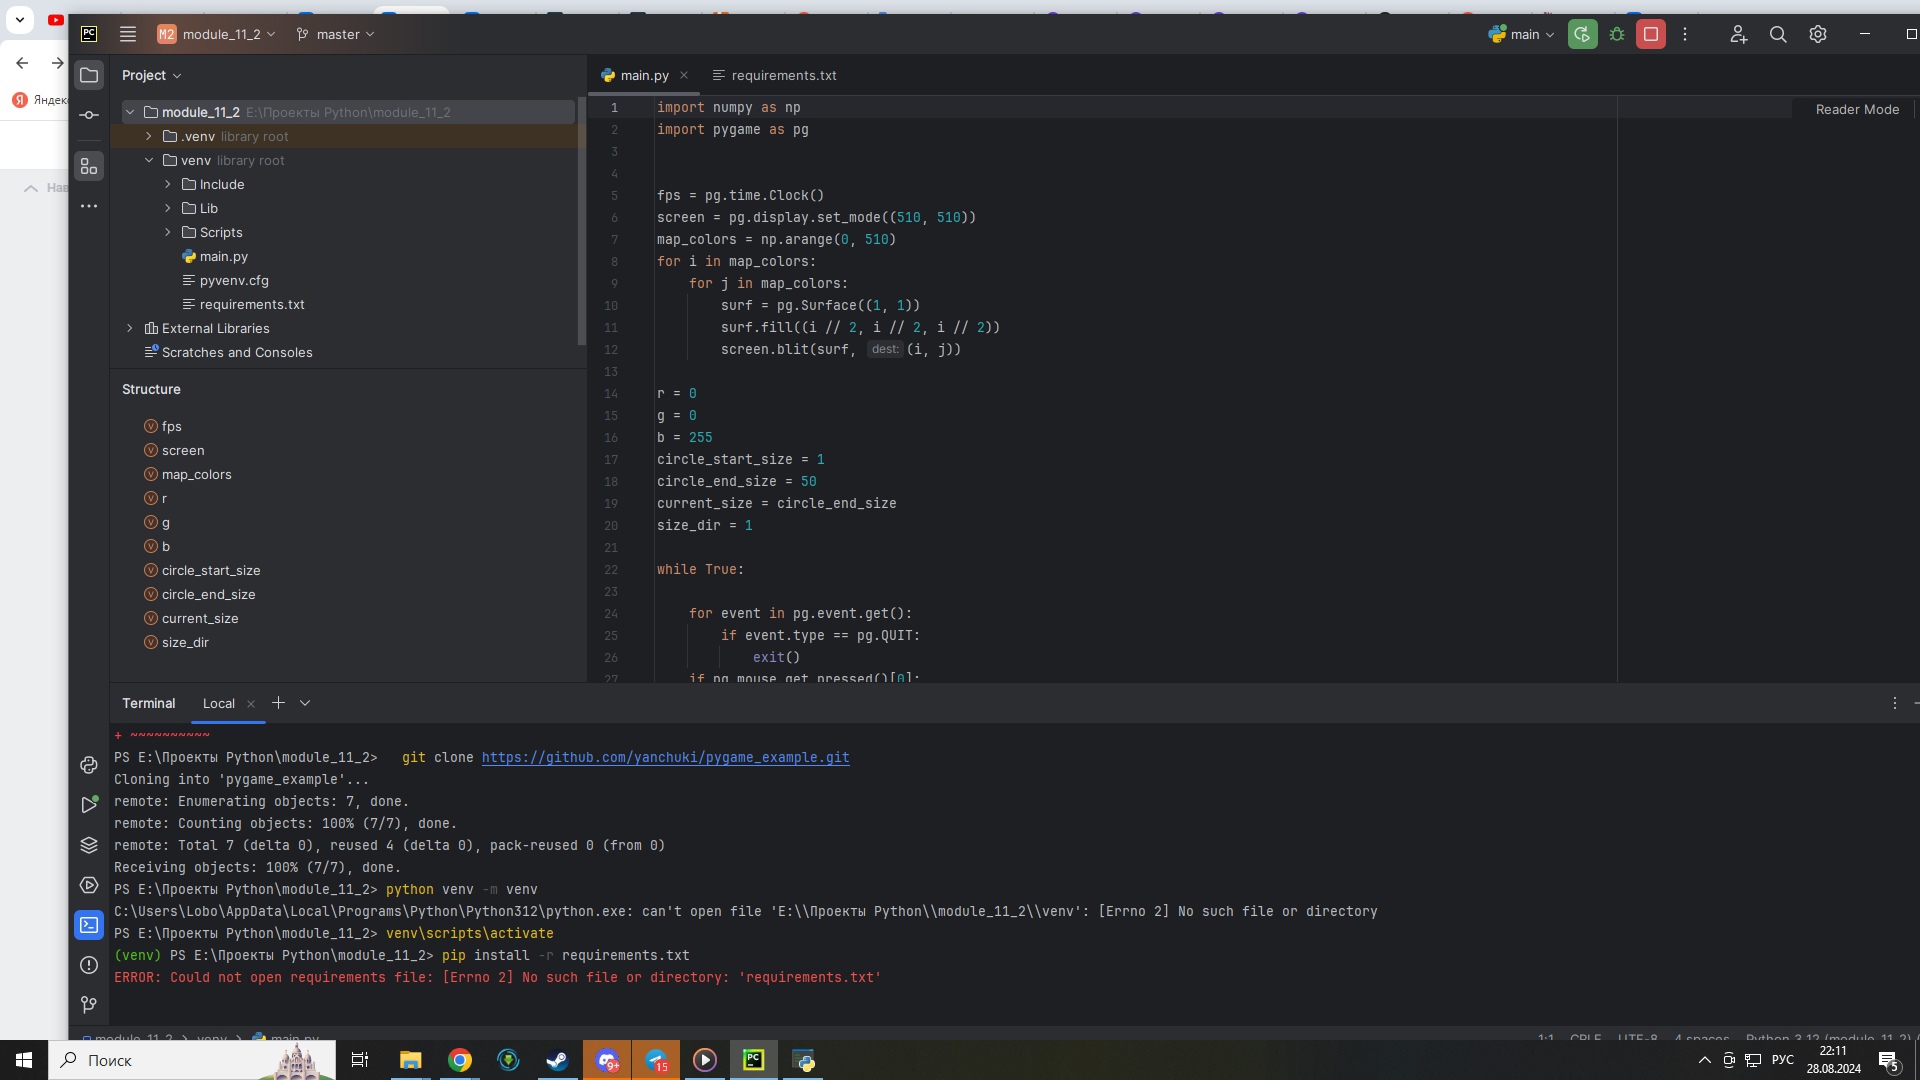 PC
M2 module_11_2
master
main
Яндекс
Нав
Project
main.py
requirements.txt
module_11_2 E:\Проекты Python\module_11_2
.venv library root
venv library root
Include
Lib
Scripts
main.py
pyvenv.cfg
requirements.txt
External Libraries
Scratches and Consoles
Structure
fps
screen
map_colors
r
g
b
circle_start_size
circle_end_size
current_size
size_dir
Reader Mode
1 import numpy as np
2 import pygame as pg
3
4
5 fps = pg.time.Clock()
6 screen = pg.display.set_mode((510, 510))
7 map_colors = np.arange(0, 510)
8 for i in map_colors:
9 for j in map_colors:
10 surf = pg.Surface((1, 1))
11 surf.fill((i // 2, i // 2, i // 2))
12 screen.blit(surf, dest: (i, j))
13
14 r = 0
15 g = 0
16 b = 255
17 circle_start_size = 1
18 circle_end_size = 50
19 current_size = circle_end_size
20 size_dir = 1
21
22 while True:
23
24 for event in pg.event.get():
25 if event.type == pg.QUIT:
26 exit()
27 if pg.mouse.get_pressed()[0]:
Terminal Local
+ ~~~~~~~~~~
PS E:\Проекты Python\module_11_2> git clone https://github.com/yanchuki/pygame_example.git
Cloning into 'pygame_example'...
remote: Enumerating objects: 7, done.
remote: Counting objects: 100% (7/7), done.
remote: Total 7 (delta 0), reused 4 (delta 0), pack-reused 0 (from 0)
Receiving objects: 100% (7/7), done.
PS E:\Проекты Python\module_11_2> python venv -m venv
C:\Users\Lobo\AppData\Local\Programs\Python\Python312\python.exe: can't open file 'E:\\Проекты Python\\module_11_2\\venv': [Errno 2] No such file or directory
PS E:\Проекты Python\module_11_2> venv\scripts\activate
(venv) PS E:\Проекты Python\module_11_2> pip install -r requirements.txt
ERROR: Could not open requirements file: [Errno 2] No such file or directory: 'requirements.txt'
module_11_2 > venv > main.py
1:1 CRLF UTF-8 4 spaces Python 3.12 (module_11_2)
Поиск
9+
15
PC
РУС
22:11
28.08.2024
5